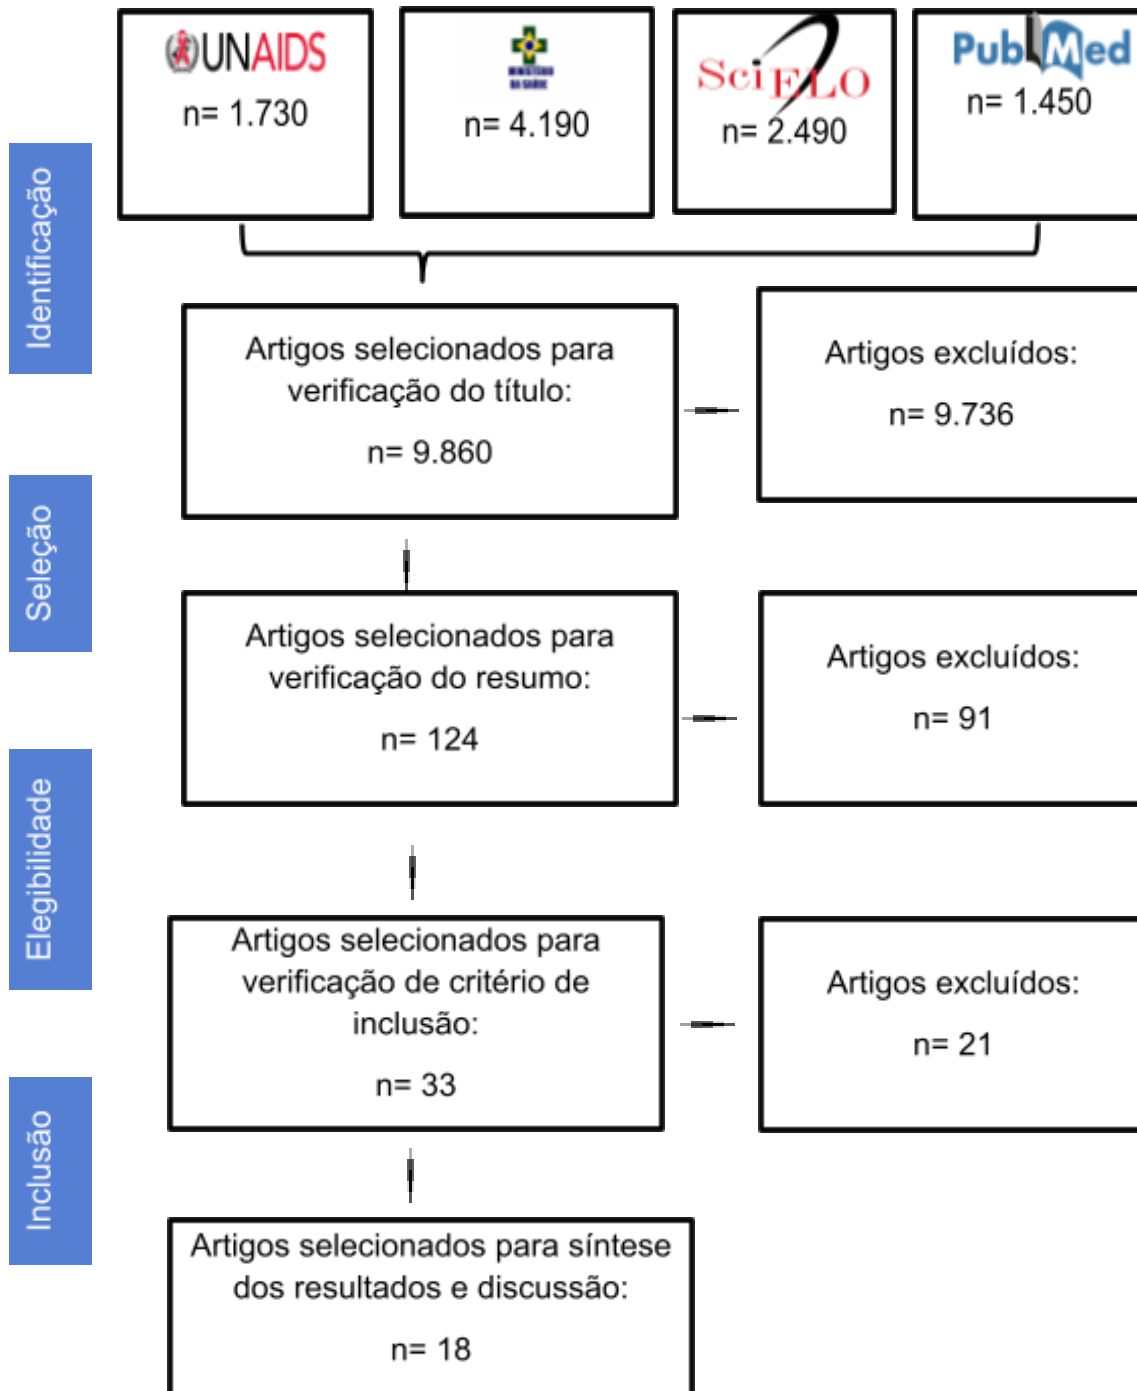 UNAIDS
n= 1.730
MINISTÉRIO
DA SAÚDE
n= 4.190
SciELO
n= 2.490
PubMed
n= 1.450
Identificação
Artigos selecionados para
verificação do título:
n= 9.860
Artigos excluídos:
n= 9.736
Seleção
Artigos selecionados para
verificação do resumo:
n= 124
Artigos excluídos:
n= 91
Elegibilidade
Artigos selecionados para
verificação de critério de
inclusão:
n= 33
Artigos excluídos:
n= 21
Inclusão
Artigos selecionados para síntese
dos resultados e discussão:
n= 18